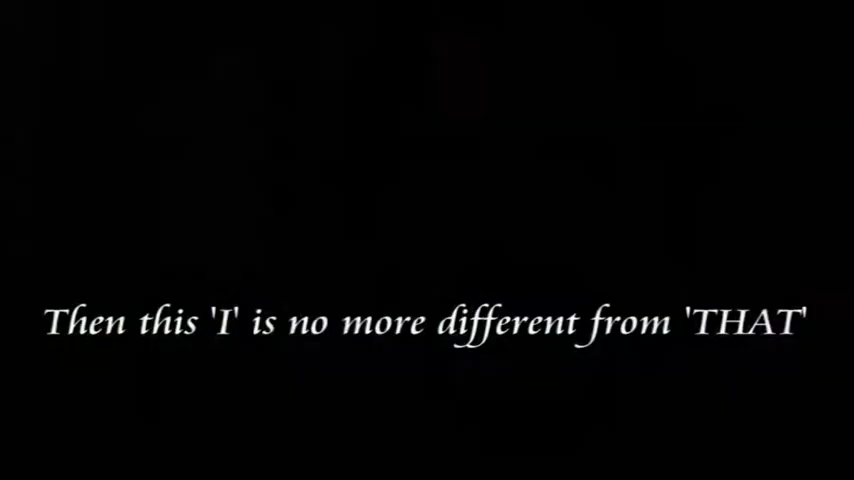 Then this 'I' is no more different from 'THAT'